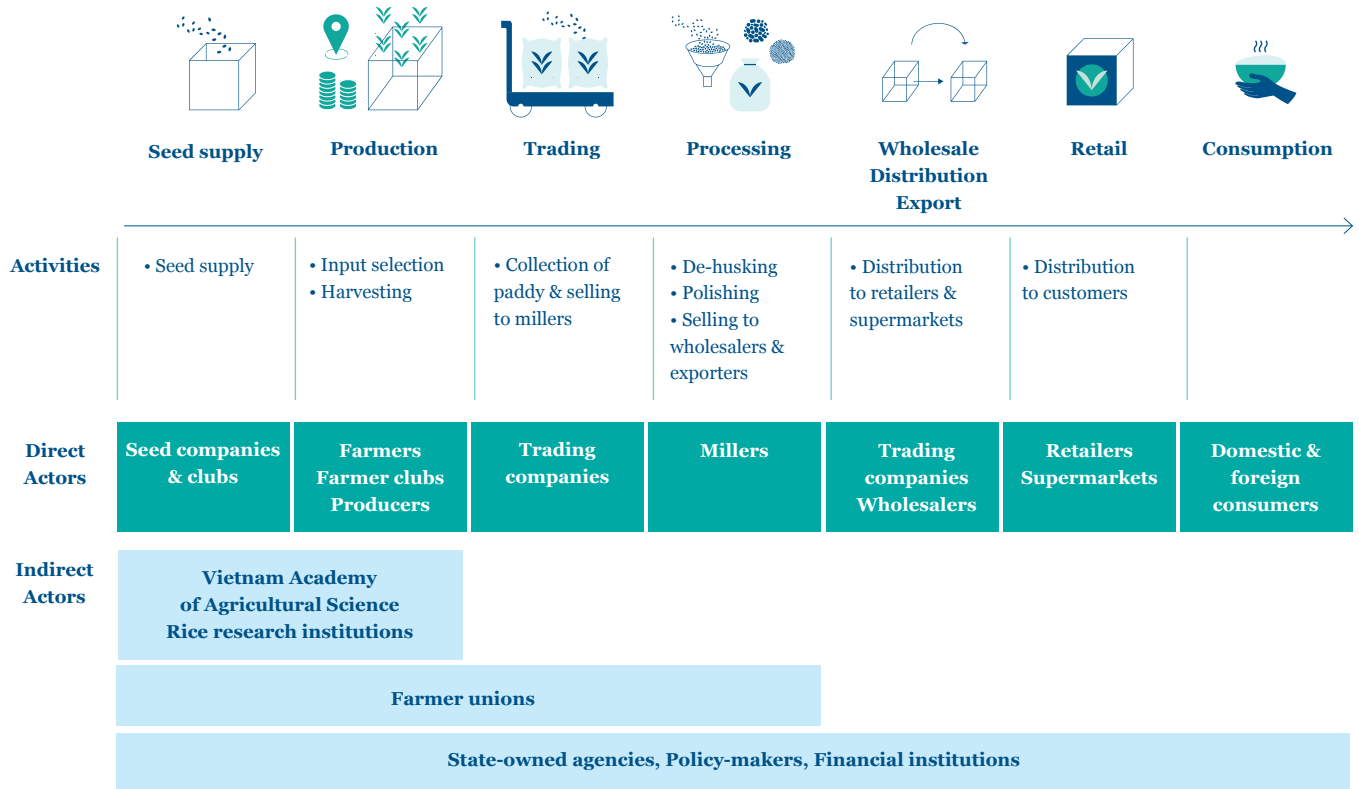 Seed supply
Production
Trading
Processing
Wholesale
Distribution
Export
Retail
Consumption
Activities
• Seed supply
• Input selection
• Harvesting
• Collection of
paddy & selling
to millers
• De-husking
• Polishing
• Selling to
wholesalers &
exporters
• Distribution
to retailers &
supermarkets
• Distribution
to customers
Direct
Actors
Seed companies
& clubs
Farmers
Farmer clubs
Producers
Trading
companies
Millers
Trading
companies
Wholesalers
Retailers
Supermarkets
Domestic &
foreign
consumers
Indirect
Actors
Vietnam Academy
of Agricultural Science
Rice research institutions
Farmer unions
State-owned agencies, Policy-makers, Financial institutions